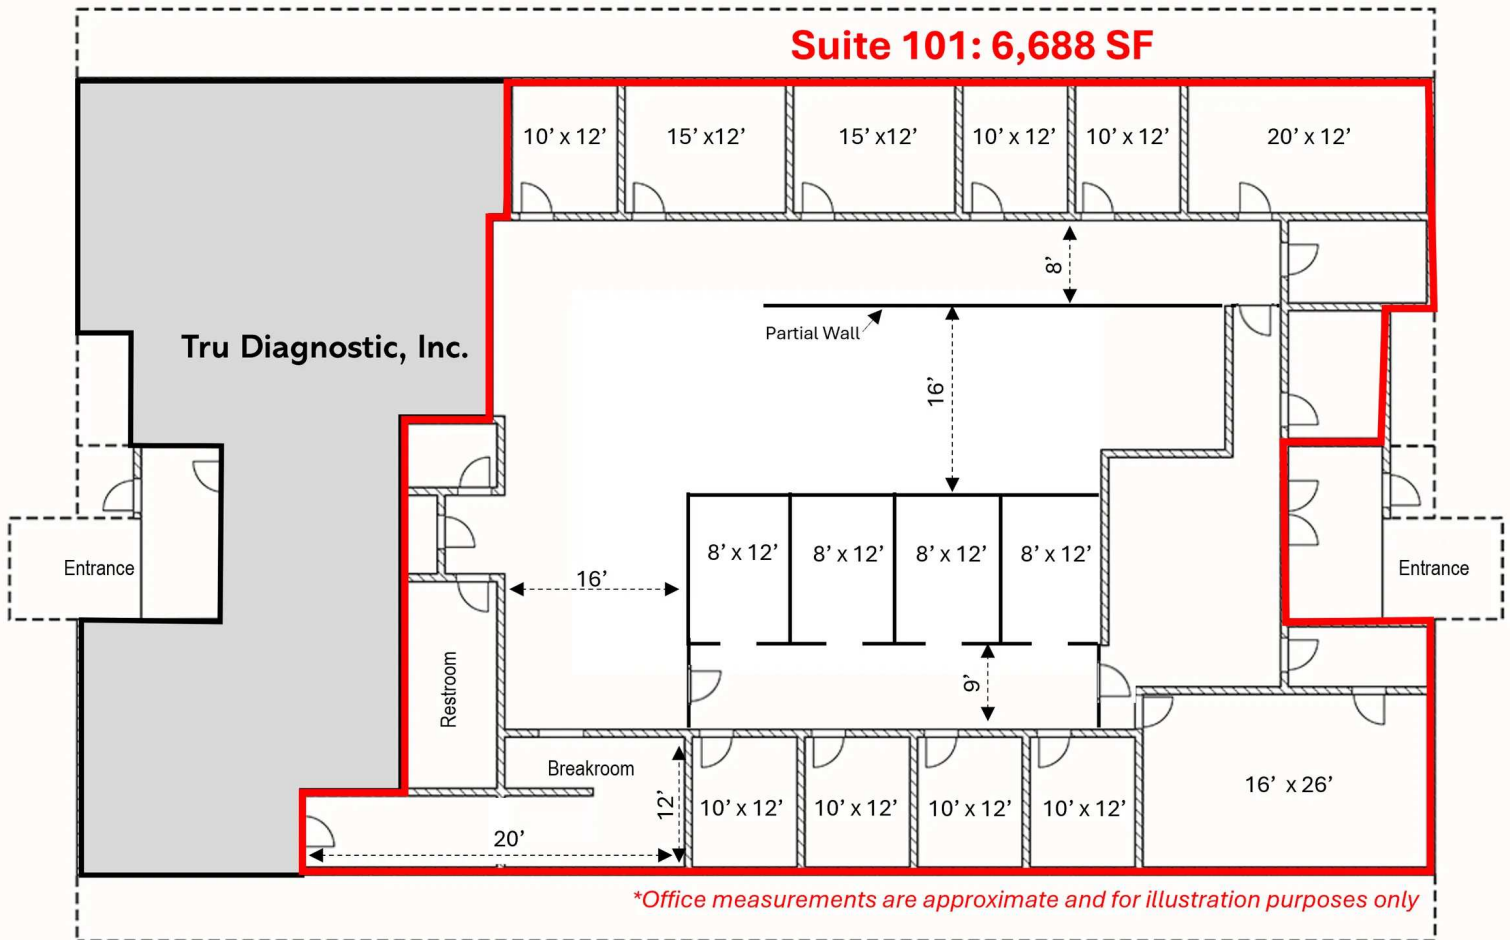 Suite 101: 6,688 SF
10’ x 12’
15’ x12’
15’ x12’
10’ x 12’
10’ x 12’
20’ x 12’
8’
Partial Wall
Tru Diagnostic, Inc.
16’
8’ x 12’
8’ x 12’
8’ x 12’
8’ x 12’
Entrance
16’
Entrance
Restroom
9’
Breakroom
12’
10’ x 12’
10’ x 12’
10’ x 12’
10’ x 12’
16’ x 26’
20’
*Office measurements are approximate and for illustration purposes only